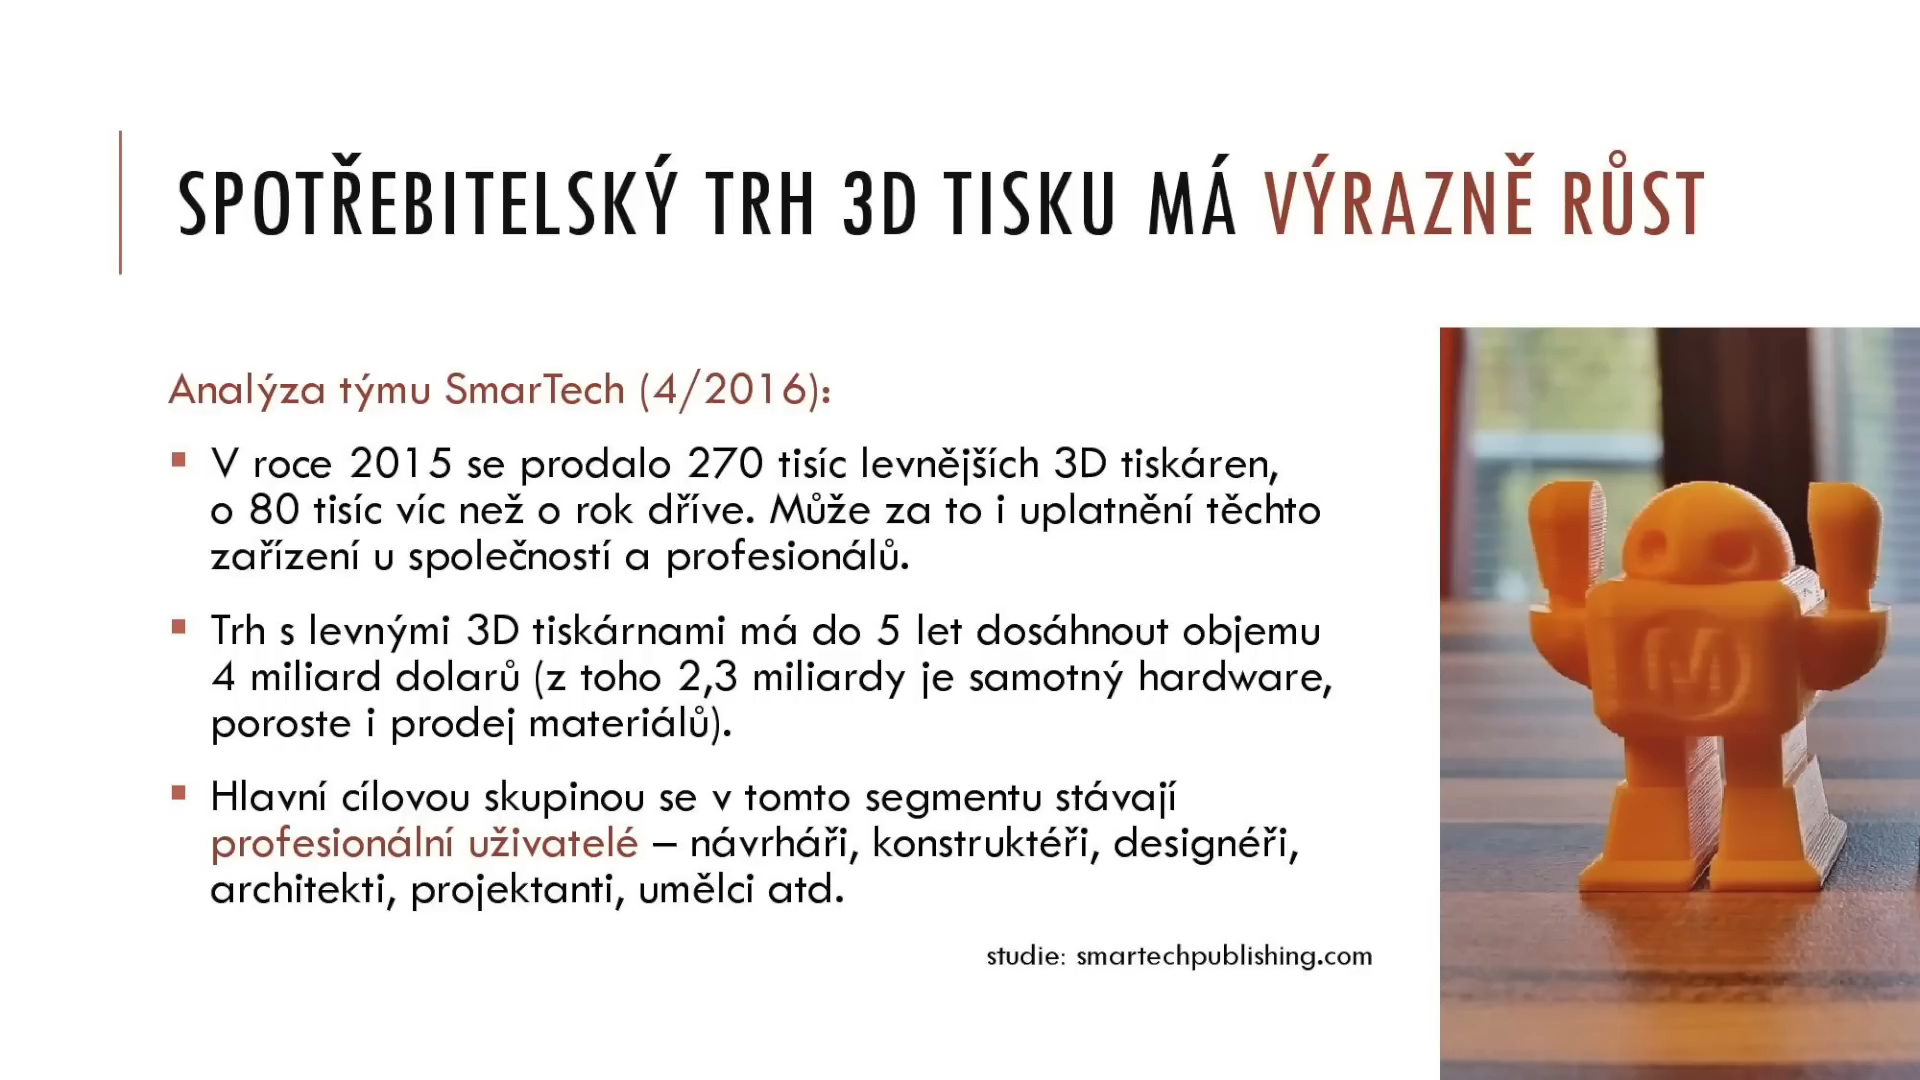 SPOTŘEBITELSKÝ TRH 3D TISKU MÁ VÝRAZNĚ RŮST
Analýza týmu SmarTech (4/2016):
▪ V roce 2015 se prodalo 270 tisíc levnějších 3D tiskáren,
o 80 tisíc víc než o rok dříve. Může za to i uplatnění těchto
zařízení u společností a profesionálů.
▪ Trh s levnými 3D tiskárnami má do 5 let dosáhnout objemu
4 miliard dolarů (z toho 2,3 miliardy je samotný hardware,
poroste i prodej materiálů).
▪ Hlavní cílovou skupinou se v tomto segmentu stávají
profesionální uživatelé – návrháři, konstruktéři, designéři,
architekti, projektanti, umělci atd.
studie: smartechpublishing.com
M